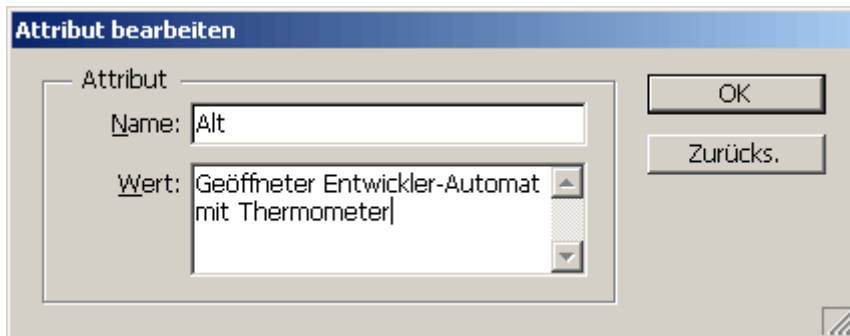 Attribut bearbeiten
Attribut
Name: Alt
OK
Zurücks.
Wert: Geöffneter Entwickler-Automat
mit Thermometer